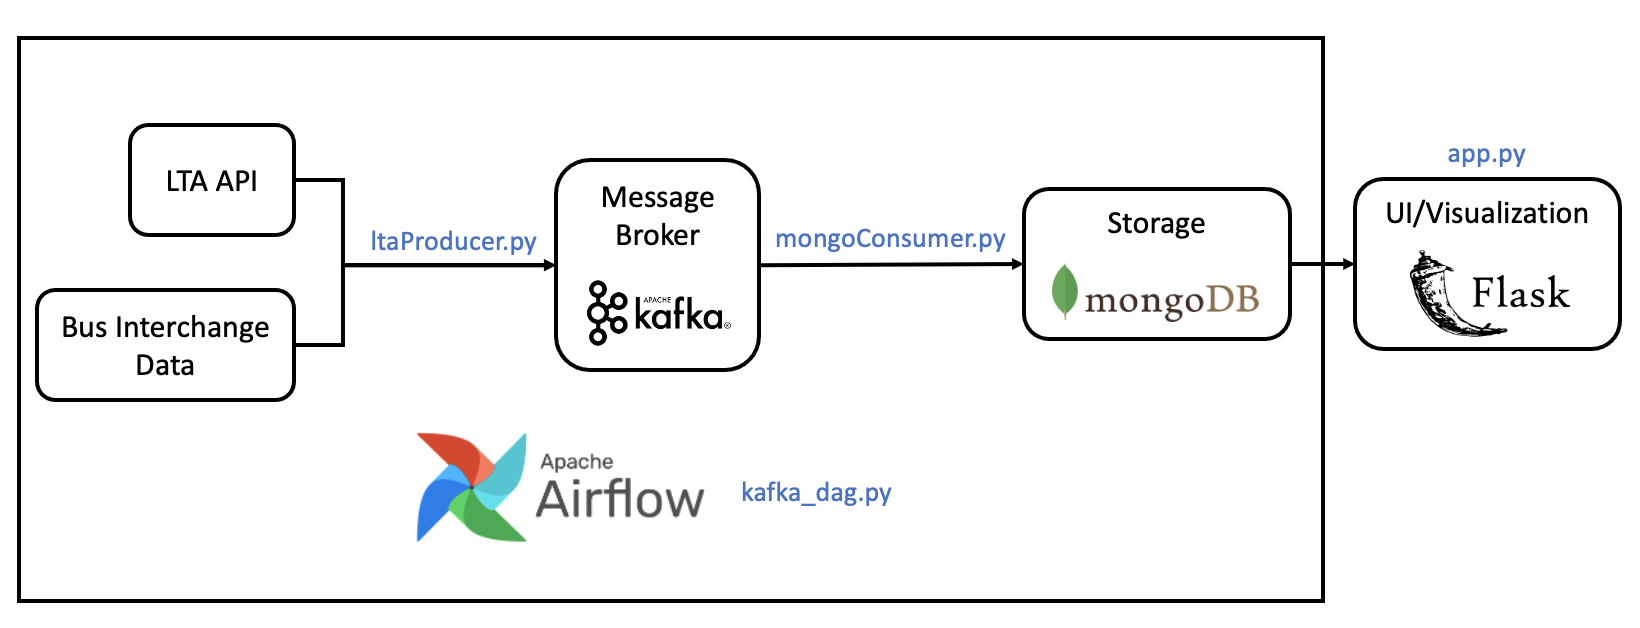 LTA API
Bus Interchange
Data
ltaProducer.py
Message
Broker
APACHE
kafka®
mongoConsumer.py
Storage
mongoDB
app.py
UI/Visualization
Flask
Apache
Airflow
kafka_dag.py